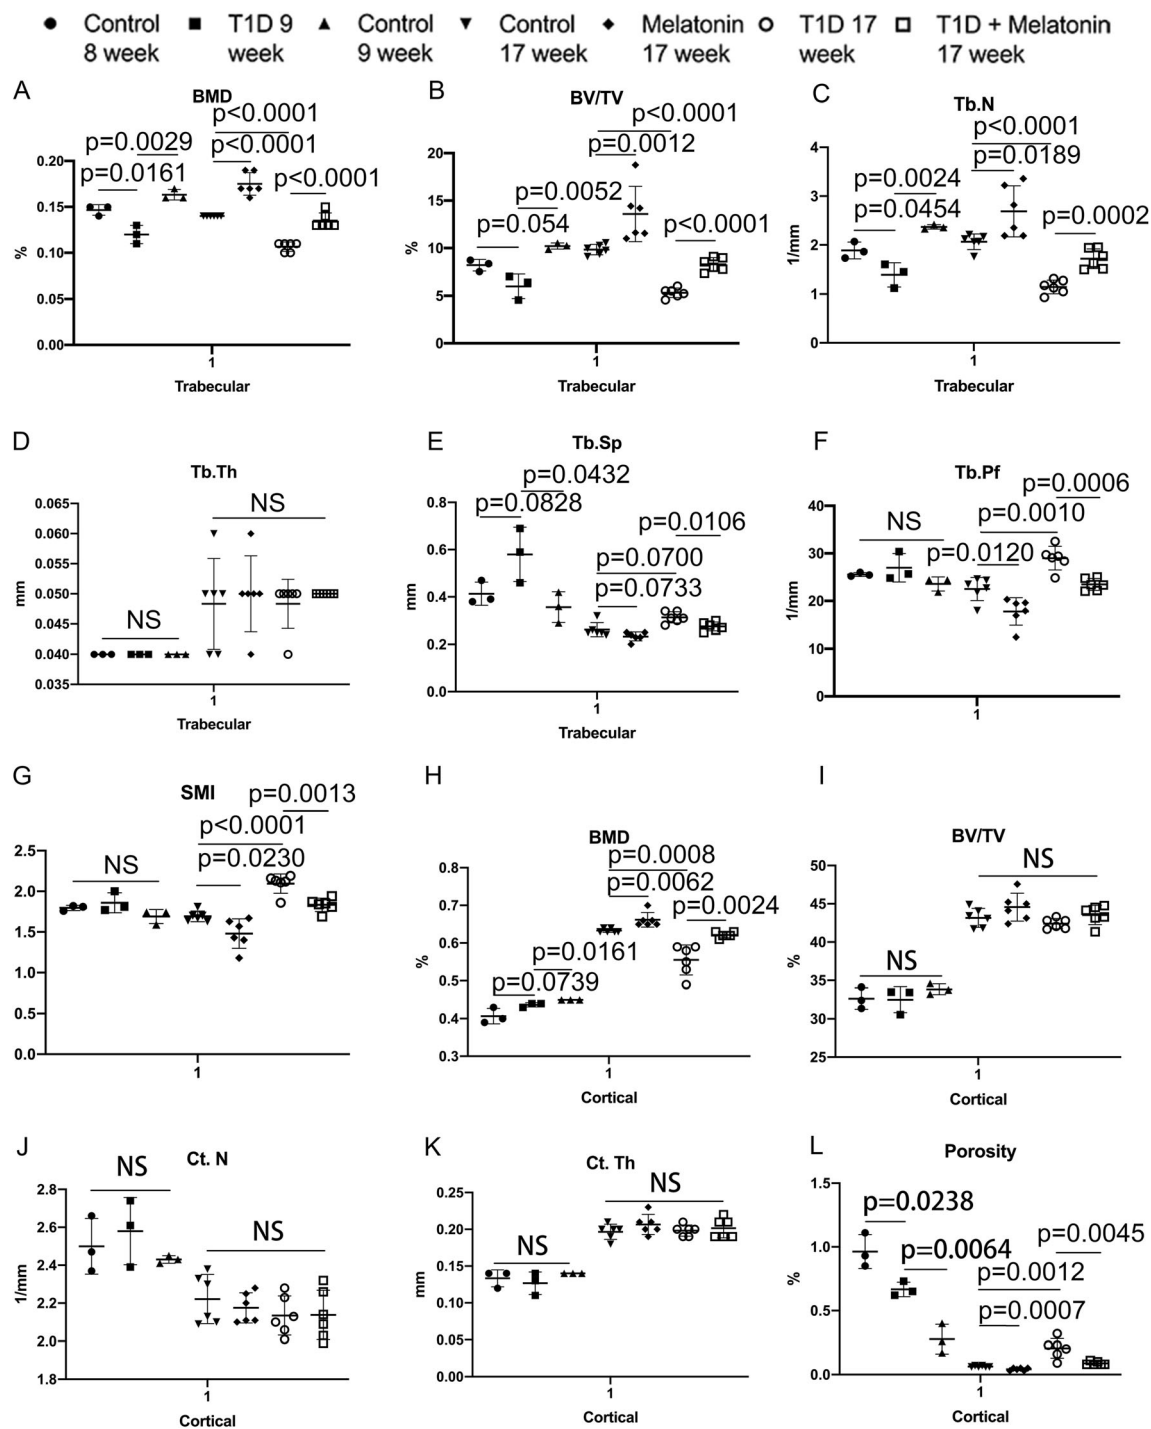 Control T1D 9 Control Control Melatonin T1D 17 T1D + Melatonin
8 week week 9 week 17 week 17 week week 17 week
A
BMD
p<0.0001
p=0.0029
p<0.0001
p=0.0161
p<0.0001
0.20
0.15
0.10
0.05
0.00
%
1
Trabecular
B
BV/TV
p<0.0001
p=0.0012
p=0.0052
p=0.054
p<0.0001
20
15
10
5
0
%
1
Trabecular
C
Tb.N
p<0.0001
p=0.0189
p=0.0024
p=0.0454
p=0.0002
4
3
2
1
0
1/mm
1
Trabecular
D
Tb.Th
NS
NS
0.065
0.060
0.055
0.050
0.045
0.040
0.035
mm
1
Trabecular
E
Tb.Sp
p=0.0432
p=0.0828
p=0.0106
p=0.0700
p=0.0733
0.8
0.6
0.4
0.2
0.0
mm
1
Trabecular
F
Tb.Pf
p=0.0006
p=0.0010
NS
p=0.0120
40
30
20
10
0
1/mm
1
G
SMI
p=0.0013
p<0.0001
p=0.0230
NS
2.5
2.0
1.5
1.0
0.5
0.0
1
H
BMD
p=0.0008
p=0.0062
p=0.0024
p=0.0161
p=0.0739
0.8
0.7
0.6
0.5
0.4
0.3
%
1
Cortical
I
BV/TV
NS
NS
50
45
40
35
30
25
%
1
Cortical
J
Ct. N
NS
NS
2.8
2.6
2.4
2.2
2.0
1.8
1/mm
1
Cortical
K
Ct. Th
NS
NS
0.25
0.20
0.15
0.10
0.05
0.00
mm
1
Cortical
L
Porosity
p=0.0238
p=0.0064
p=0.0045
p=0.0012
p=0.0007
1.5
1.0
0.5
0.0
%
1
Cortical